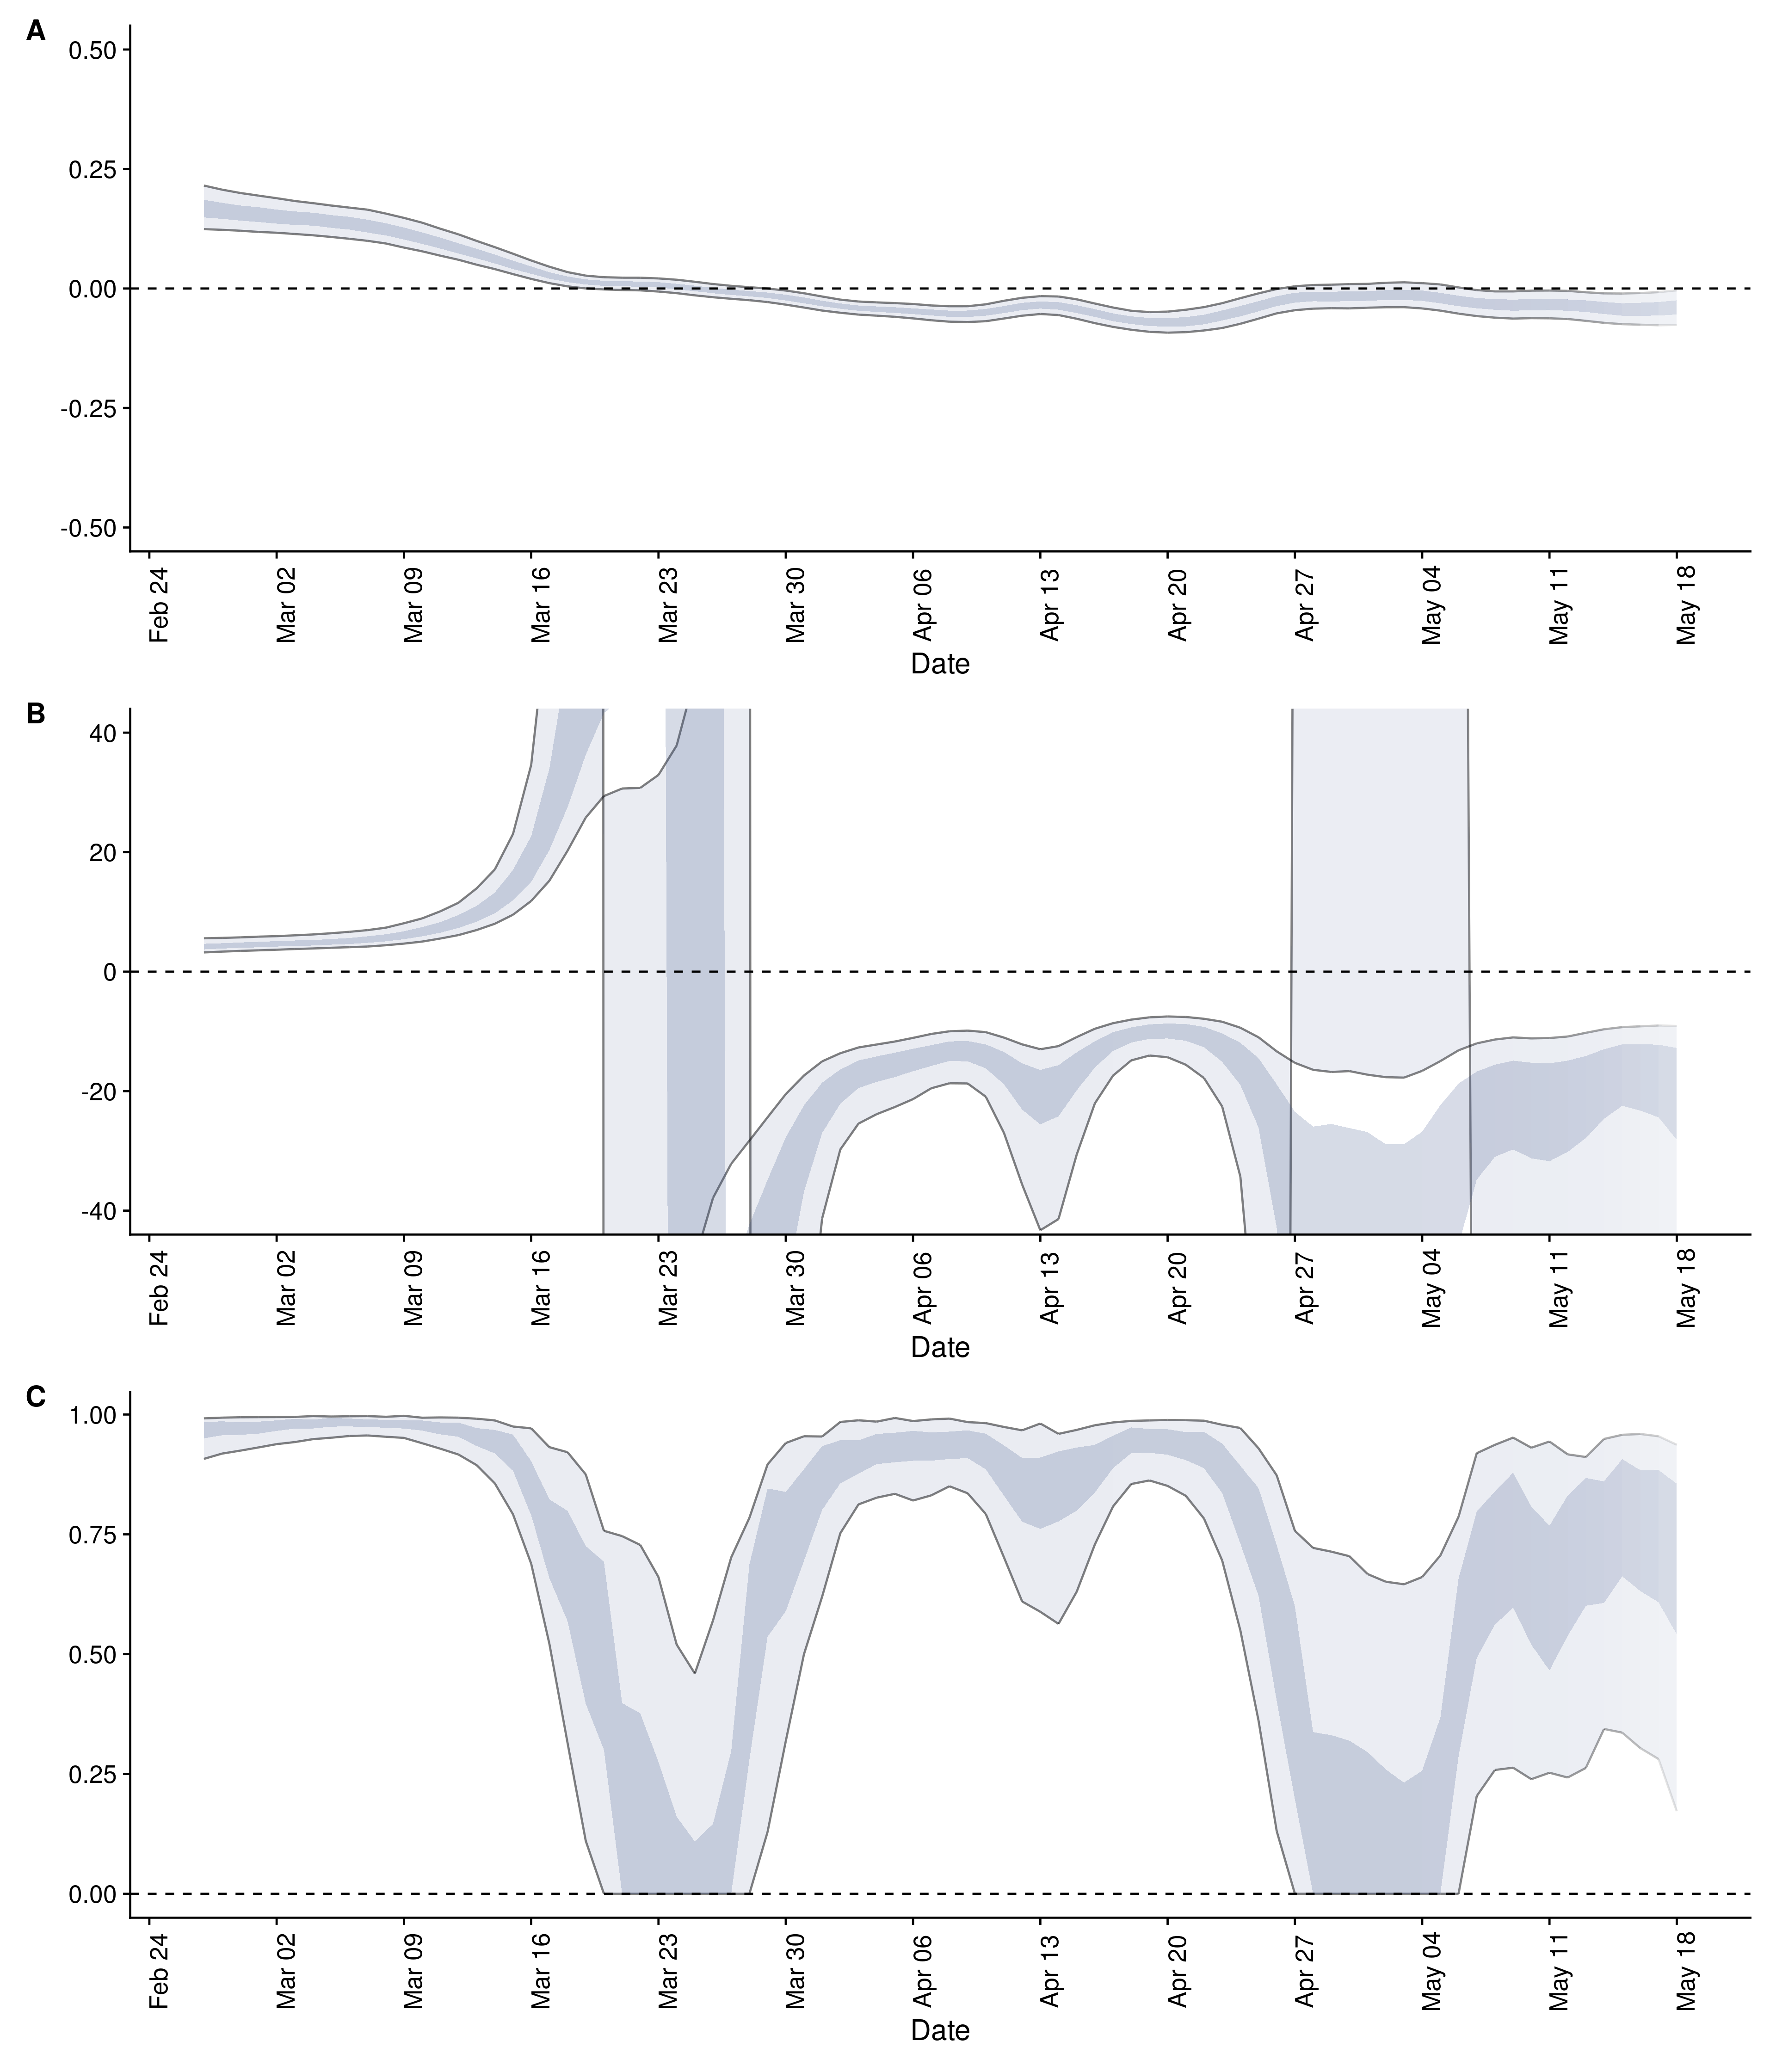 A
0.50
0.25
0.00
-0.25
-0.50
Feb 24
Mar 02
Mar 09
Mar 16
Mar 23
Mar 30
Apr 06
Apr 13
Apr 20
Apr 27
May 04
May 11
May 18
Date
B
40
20
0
-20
-40
Feb 24
Mar 02
Mar 09
Mar 16
Mar 23
Mar 30
Apr 06
Apr 13
Apr 20
Apr 27
May 04
May 11
May 18
Date
C
1.00
0.75
0.50
0.25
0.00
Feb 24
Mar 02
Mar 09
Mar 16
Mar 23
Mar 30
Apr 06
Apr 13
Apr 20
Apr 27
May 04
May 11
May 18
Date